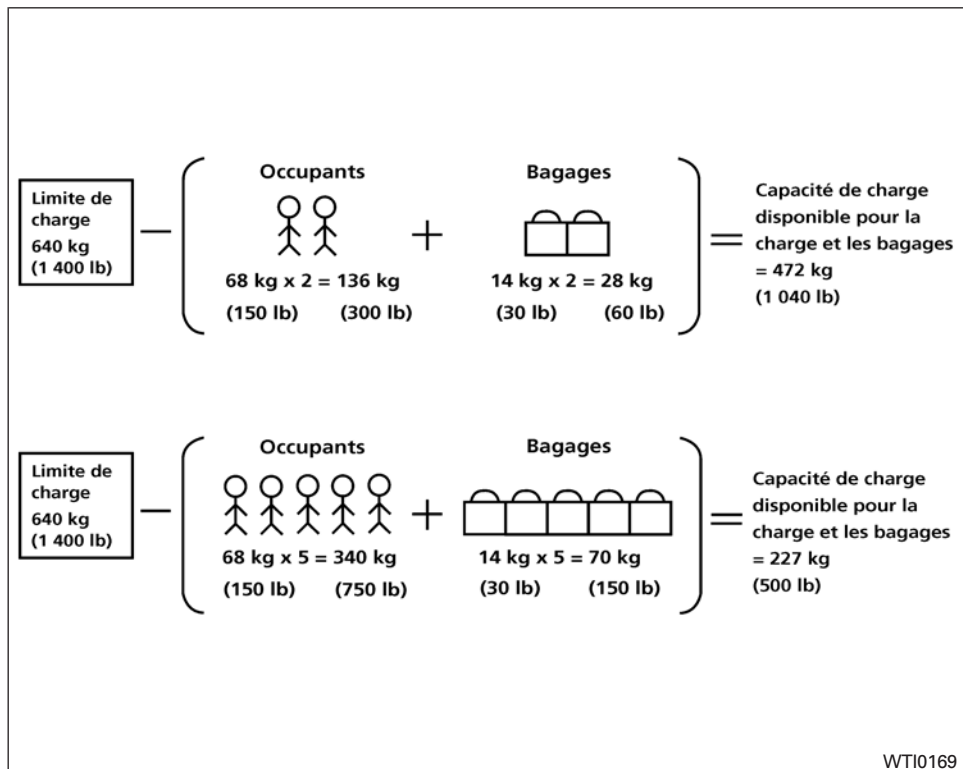 Limite de
charge
640 kg
(1 400 lb)
Occupants
68 kg x 2 = 136 kg
(150 lb) (300 lb)
+
Bagages
14 kg x 2 = 28 kg
(30 lb) (60 lb)
=
Capacité de charge
disponible pour la
charge et les bagages
= 472 kg
(1 040 lb)
Limite de
charge
640 kg
(1 400 lb)
Occupants
68 kg x 5 = 340 kg
(150 lb) (750 lb)
+
Bagages
14 kg x 5 = 70 kg
(30 lb) (150 lb)
=
Capacité de charge
disponible pour la
charge et les bagages
= 227 kg
(500 lb)
WTI0169